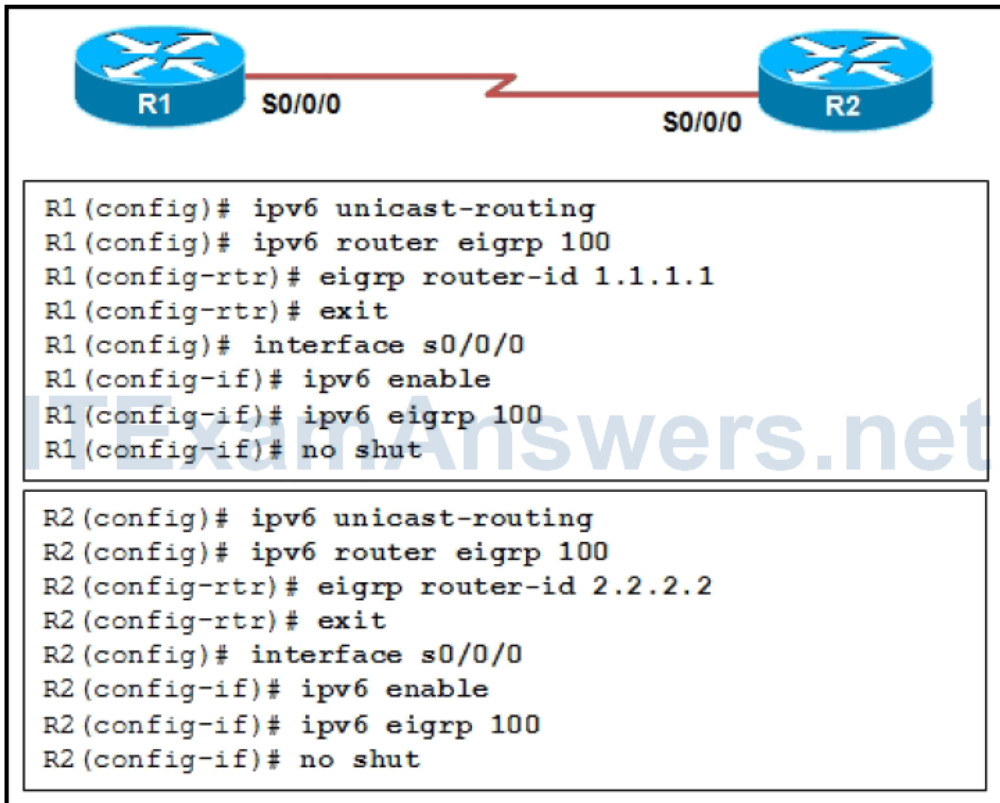 R1
S0/0/0
S0/0/0
R2
R1(config)# ipv6 unicast-routing
R1(config)# ipv6 router eigrp 100
R1(config-rtr)# eigrp router-id 1.1.1.1
R1(config-rtr)# exit
R1(config)# interface s0/0/0
R1(config-if)# ipv6 enable
R1(config-if)# ipv6 eigrp 100
R1(config-if)# no shut
ITExamAnswers.net
R2(config)# ipv6 unicast-routing
R2(config)# ipv6 router eigrp 100
R2(config-rtr)# eigrp router-id 2.2.2.2
R2(config-rtr)# exit
R2(config)# interface s0/0/0
R2(config-if)# ipv6 enable
R2(config-if)# ipv6 eigrp 100
R2(config-if)# no shut